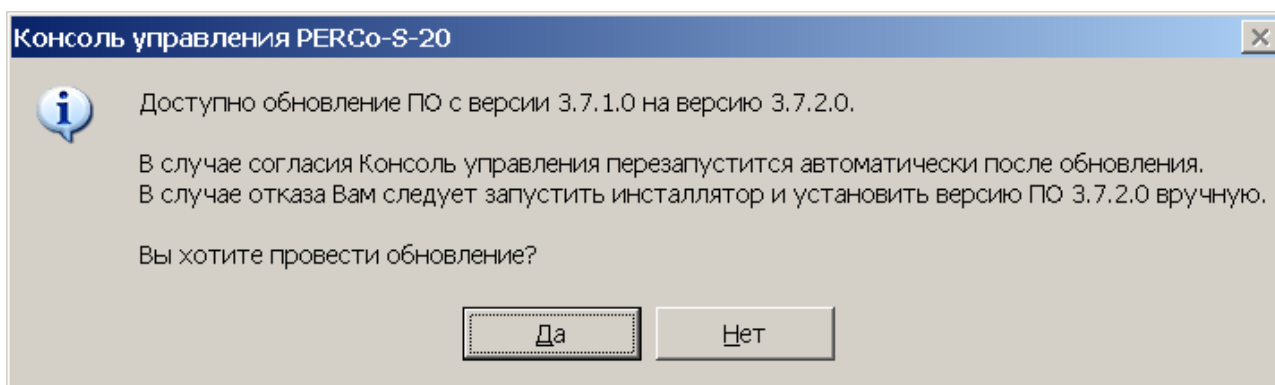 Консоль управления PERCo-S-20
Доступно обновление ПО с версии 3.7.1.0 на версию 3.7.2.0.
В случае согласия Консоль управления перезапустится автоматически после обновления.
В случае отказа Вам следует запустить инсталлятор и установить версию ПО 3.7.2.0 вручную.
Вы хотите провести обновление?
Да
Нет